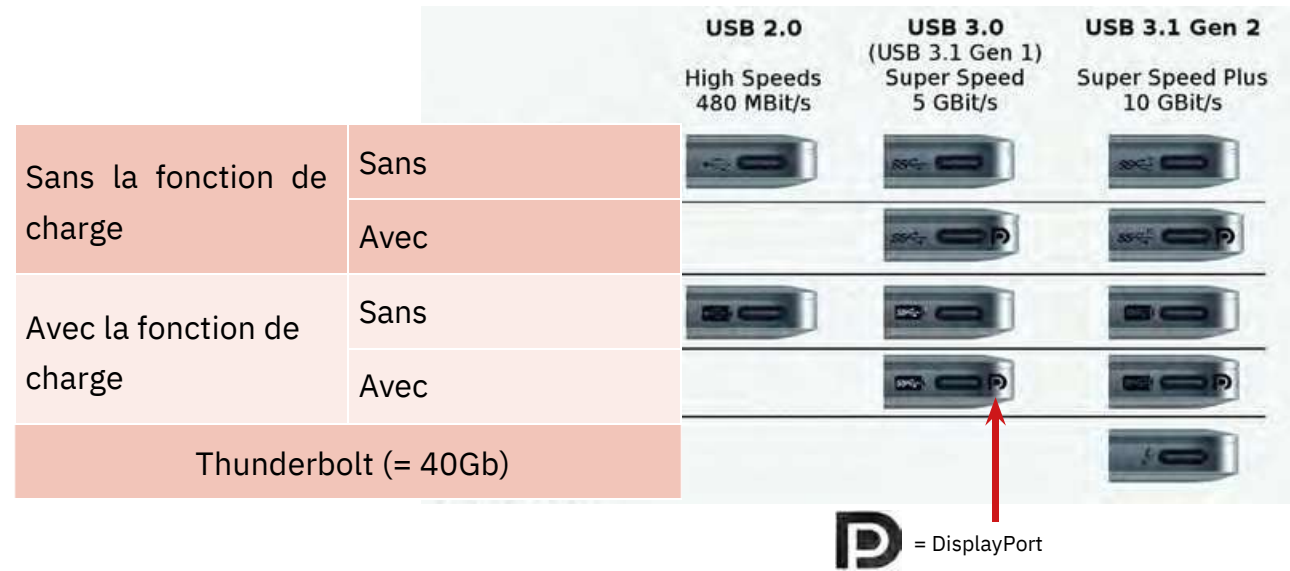 USB 2.0
USB 3.0
USB 3.1 Gen 2
(USB 3.1 Gen 1)
High Speeds
Super Speed
Super Speed Plus
480 MBit/s
5 GBit/s
10 GBit/s
Sans la fonction de
charge
Sans
Avec
Avec la fonction de
charge
Sans
Avec
Thunderbolt (= 40Gb)
= DisplayPort